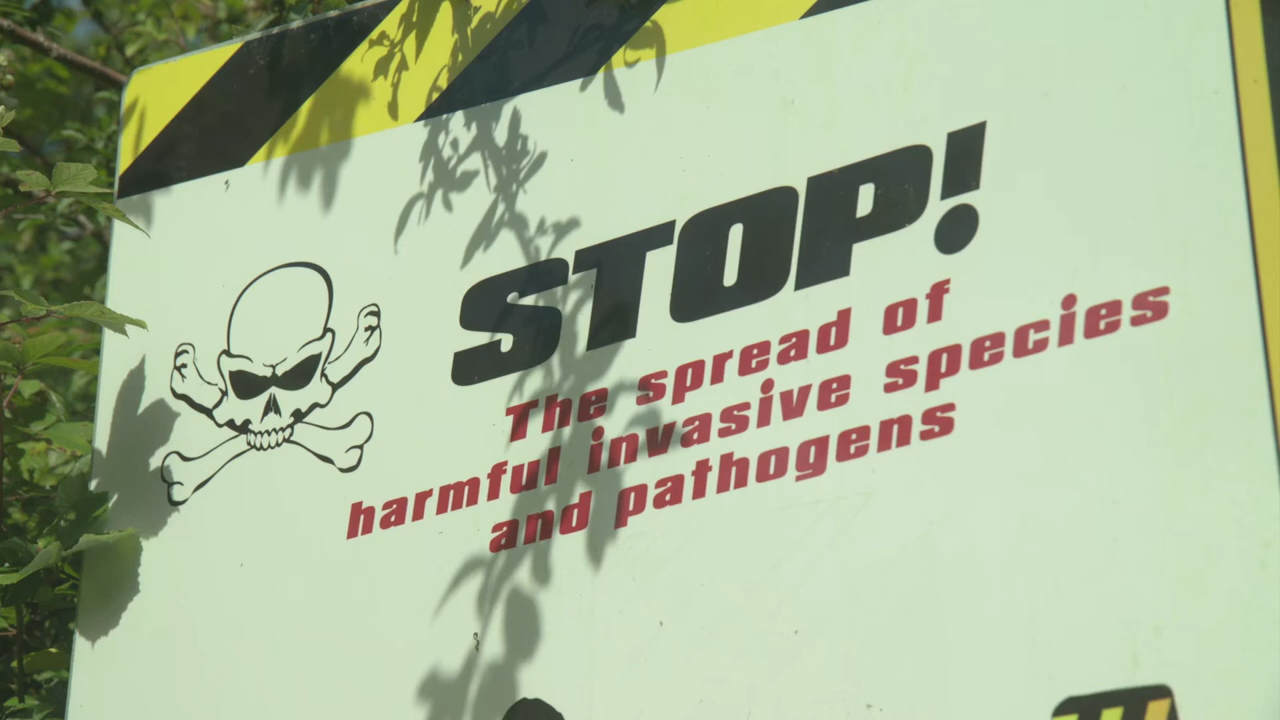 STOP!
The spread of
harmful invasive species
and pathogens